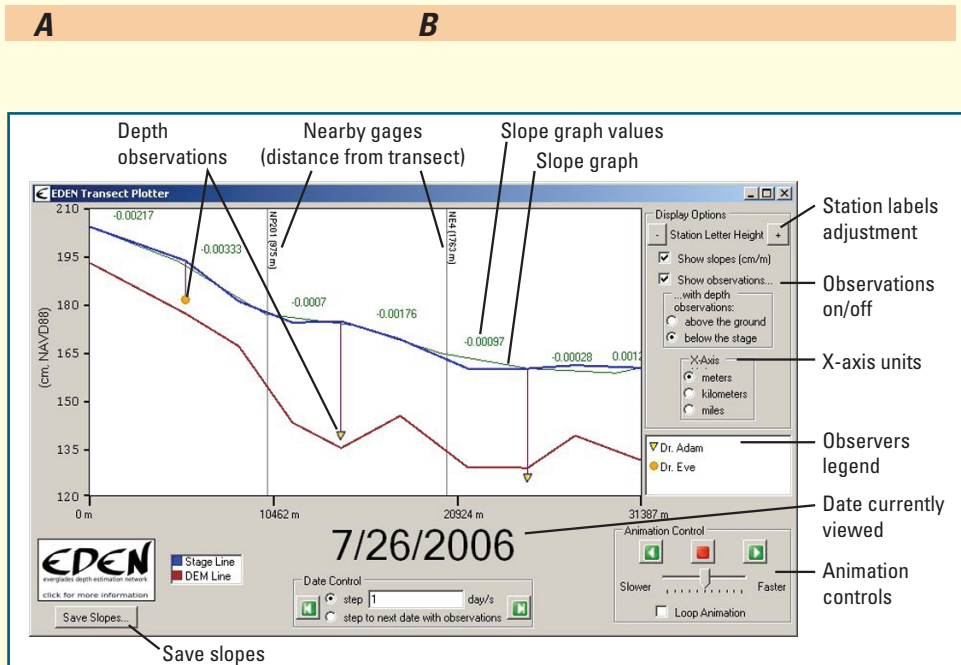 A
B
Depth observations
Nearby gages (distance from transect)
Slope graph values
Slope graph
EDEN Transect Plotter
210
195
180
165
150
135
120
(cm, NAVD88)
-0.00217
-0.00333
-0.0007
-0.00176
-0.00097
-0.00028
0.0012
NP201 (975 m)
NE4 (1763 m)
0 m
10462 m
20924 m
31387 m
Display Options
- Station Letter Height +
Show slopes (cm/m)
Show observations...
...with depth observations:
above the ground
below the stage
X-Axis
meters
kilometers
miles
Dr. Adam
Dr. Eve
Station labels adjustment
Observations on/off
X-axis units
Observers legend
Date currently viewed
Animation controls
EDEN
everglades depth estimation network
click for more information
Save Slopes...
Stage Line
DEM Line
7/26/2006
Date Control
step 1 day/s
step to next date with observations
Animation Control
Slower
Faster
Loop Animation
Save slopes